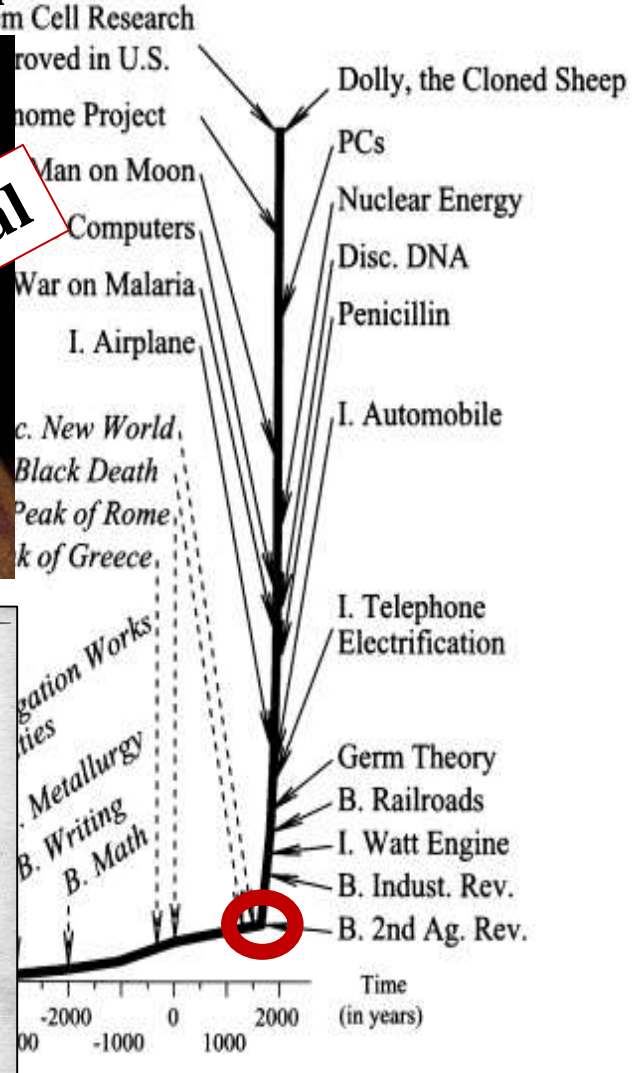 m Cell Research
roved in U.S.
nome Project
Man on Moon
Computers
War on Malaria
I. Airplane
c. New World
Black Death
Peak of Rome
k of Greece
gation Works
ties
. Metallurgy
B. Writing
B. Math
al
Dolly, the Cloned Sheep
PCs
Nuclear Energy
Disc. DNA
Penicillin
I. Automobile
I. Telephone
Electrification
Germ Theory
B. Railroads
I. Watt Engine
B. Indust. Rev.
B. 2nd Ag. Rev.
-2000 0 2000
00 -1000 1000
Time
(in years)